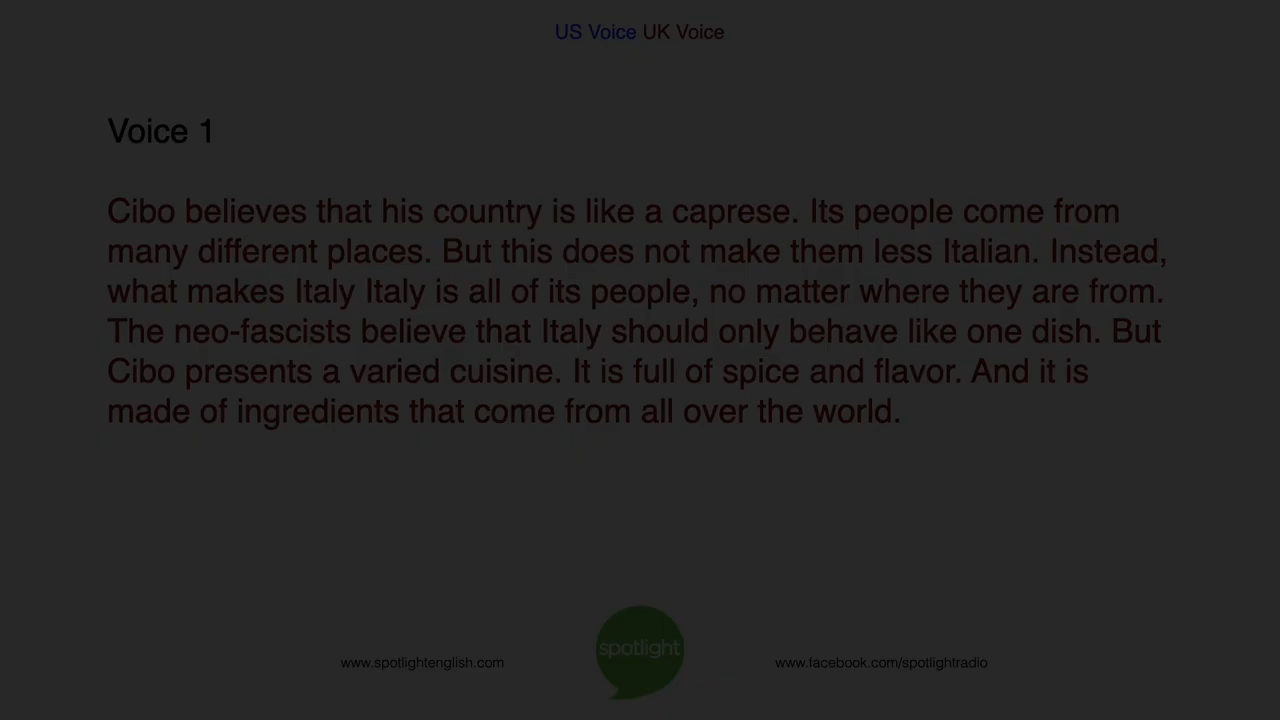 US Voice UK Voice
Voice 1
Cibo believes that his country is like a caprese. Its people come from
many different places. But this does not make them less Italian. Instead,
what makes Italy Italy is all of its people, no matter where they are from.
The neo-fascists believe that Italy should only behave like one dish. But
Cibo presents a varied cuisine. It is full of spice and flavor. And it is
made of ingredients that come from all over the world.
spotlight
www.spotlightenglish.com
www.facebook.com/spotlightradio